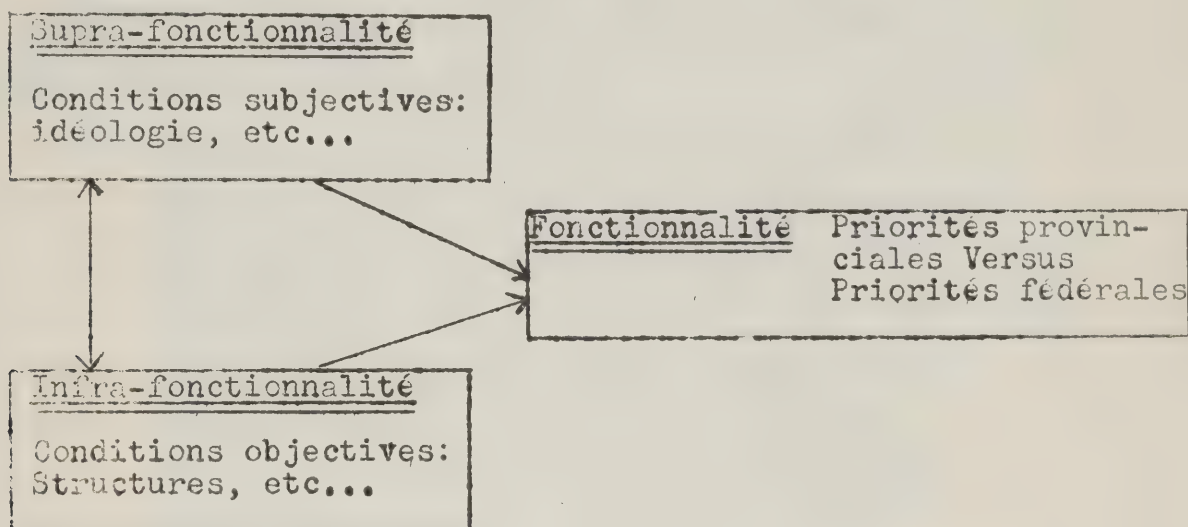 Supra-fonctionnalité
Conditions subjectives:
idéologie, etc...
Fonctionnalité Priorités provin-
ciales Versus
Priorités fédérales
Infra-fonctionnalité
Conditions objectives:
Structures, etc...